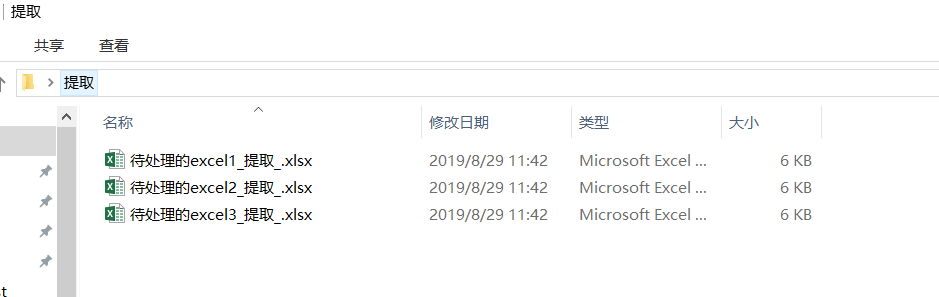 提取
共享 查看
提取
名称 修改日期 类型 大小
待处理的excel1_提取_.xlsx 2019/8/29 11:42 Microsoft Excel ... 6 KB
待处理的excel2_提取_.xlsx 2019/8/29 11:42 Microsoft Excel ... 6 KB
待处理的excel3_提取_.xlsx 2019/8/29 11:42 Microsoft Excel ... 6 KB